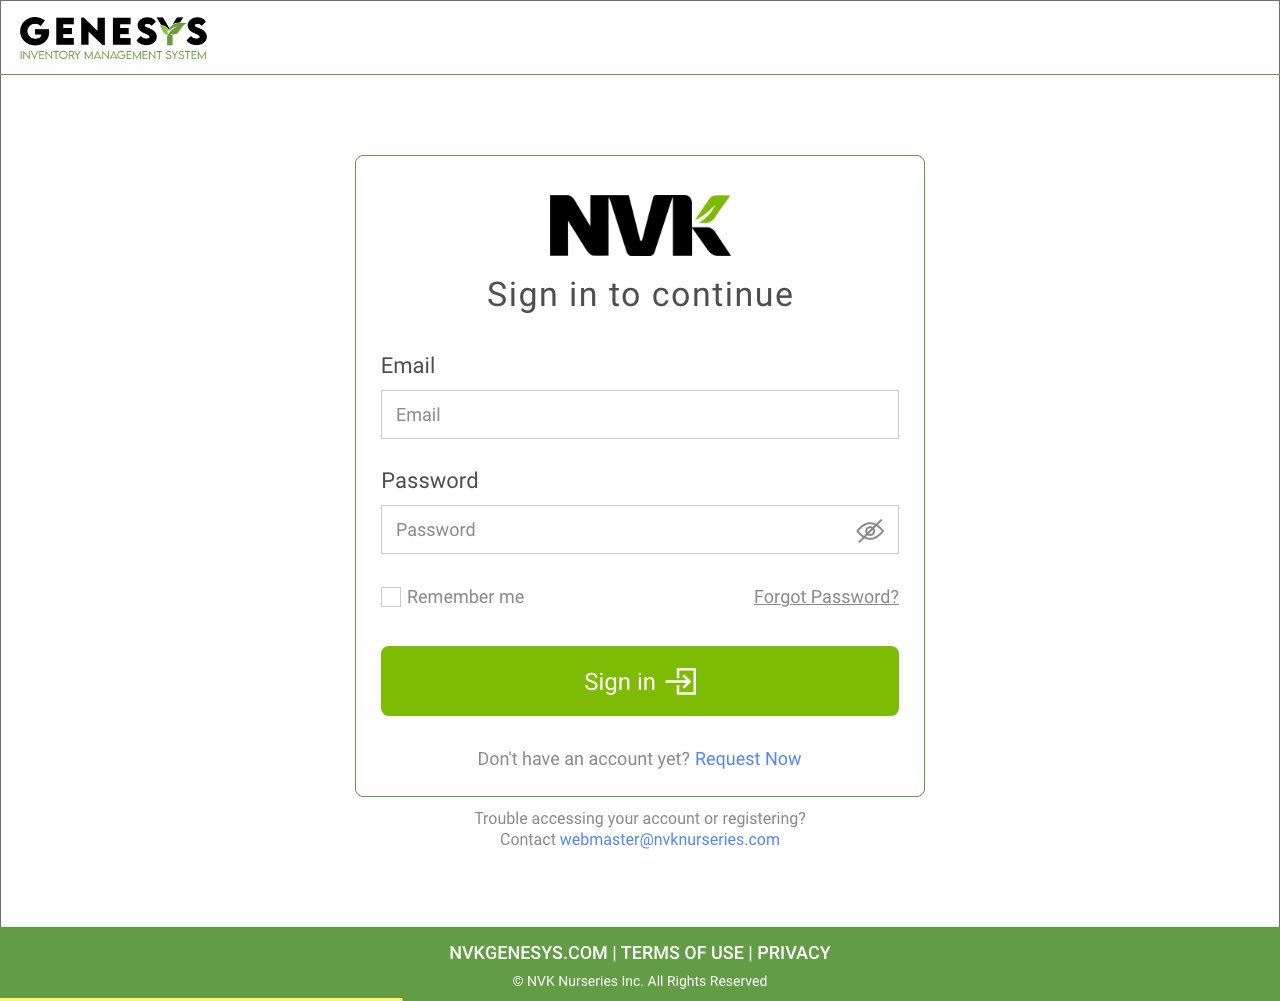 GENESYS
INVENTORY MANAGEMENT SYSTEM
NVK
Sign in to continue
Email
Email
Password
Password
Remember me
Forgot Password?
Sign in
Don't have an account yet? Request Now
Trouble accessing your account or registering?
Contact webmaster@nvknurseries.com
NVKGENESYS.COM | TERMS OF USE | PRIVACY
© NVK Nurseries Inc. All Rights Reserved